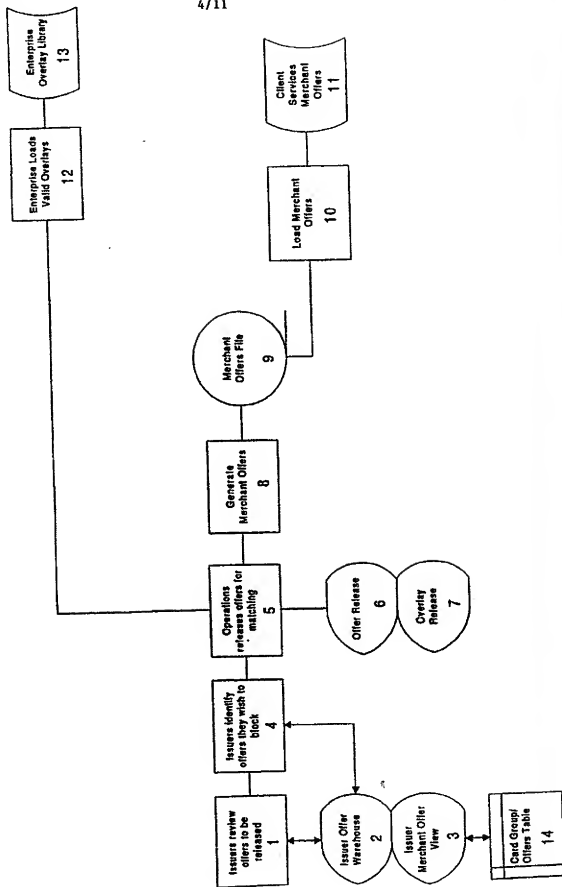 4/11
Enterprise
Overlay Library
13
Enterprise Loads
Valid Overlays
12
Client
Services
Merchant
Offers
11
Load Merchant
Offers
10
Merchant
Offers File
9
Generate
Merchant Offers
8
Operations
releases offers for
matching
5
Offer Release
6
Overlay
Release
7
Issuers identify
offers they wish to
block
4
Issuers review
offers to be
released
1
Issuer Offer
Warehouse
2
Issuer
Merchant Offer
View
3
Card Group/
Offers Table
14